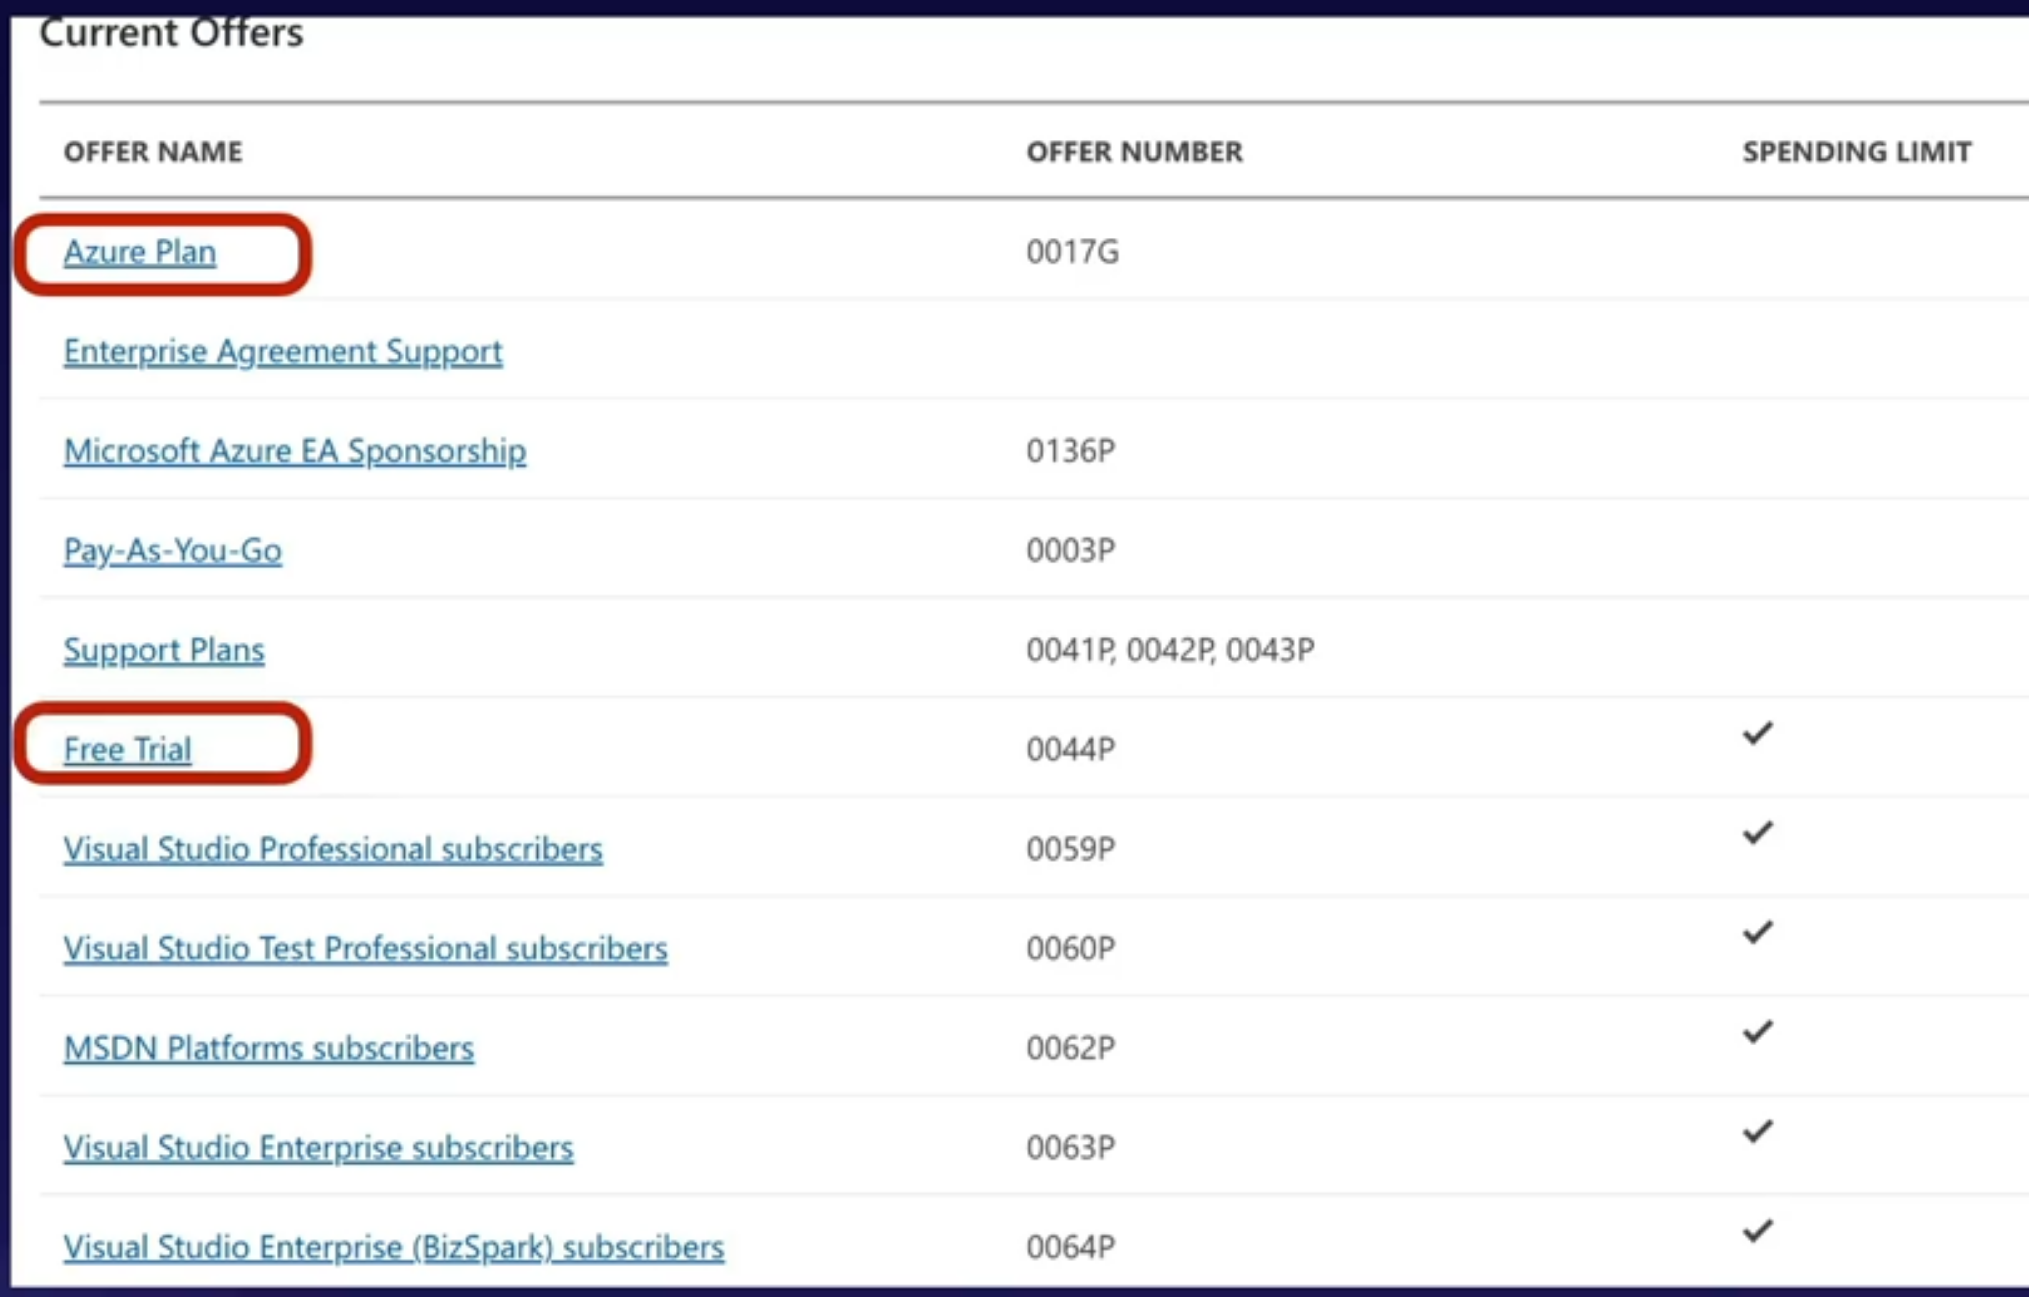 Current Offers
OFFER NAME OFFER NUMBER SPENDING LIMIT
Azure Plan 0017G
Enterprise Agreement Support
Microsoft Azure EA Sponsorship 0136P
Pay-As-You-Go 0003P
Support Plans 0041P, 0042P, 0043P
Free Trial 0044P ✓
Visual Studio Professional subscribers 0059P ✓
Visual Studio Test Professional subscribers 0060P ✓
MSDN Platforms subscribers 0062P ✓
Visual Studio Enterprise subscribers 0063P ✓
Visual Studio Enterprise (BizSpark) subscribers 0064P ✓